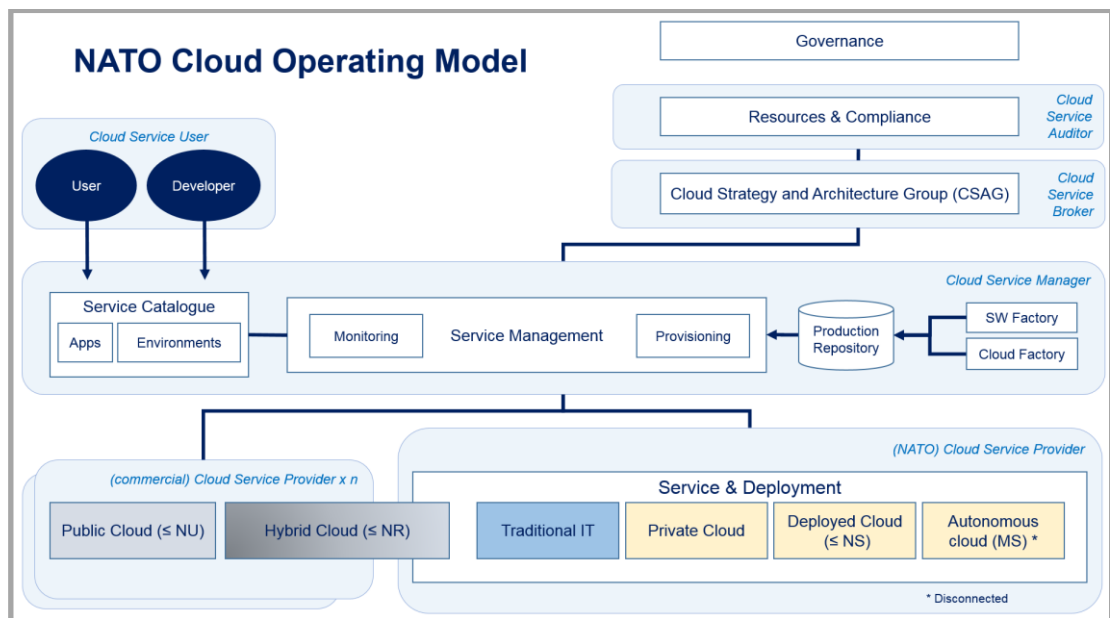 NATO Cloud Operating Model
Governance
Resources & Compliance
Cloud
Service
Auditor
Cloud Service User
User
Developer
Cloud Strategy and Architecture Group (CSAG)
Cloud
Service
Broker
Cloud Service Manager
Service Catalogue
Apps
Environments
Monitoring
Service Management
Provisioning
Production
Repository
SW Factory
Cloud Factory
(commercial) Cloud Service Provider x n
Public Cloud (≤ NU)
Hybrid Cloud (≤ NR)
(NATO) Cloud Service Provider
Service & Deployment
Traditional IT
Private Cloud
Deployed Cloud
(≤ NS)
Autonomous
cloud (MS) *
* Disconnected